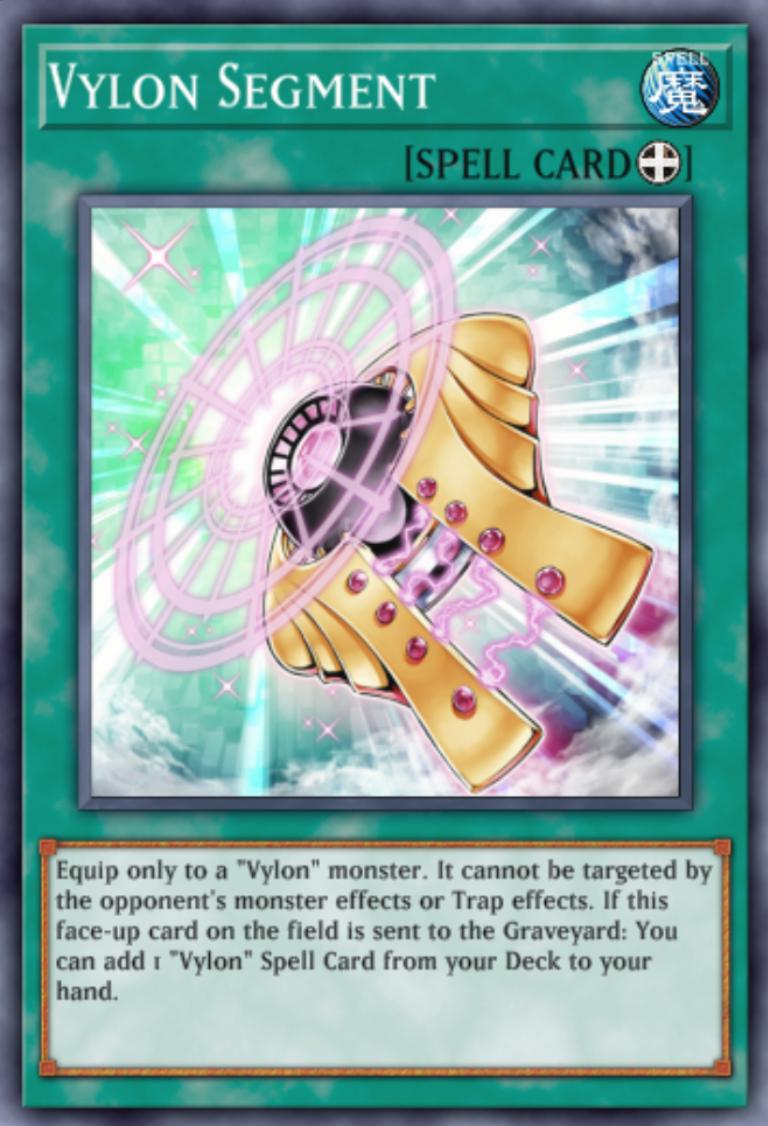 VYLON SEGMENT
SPELL
魔
[SPELL CARD]
Equip only to a "Vylon" monster. It cannot be targeted by
the opponent's monster effects or Trap effects. If this
face-up card on the field is sent to the Graveyard: You
can add 1 "Vylon" Spell Card from your Deck to your
hand.